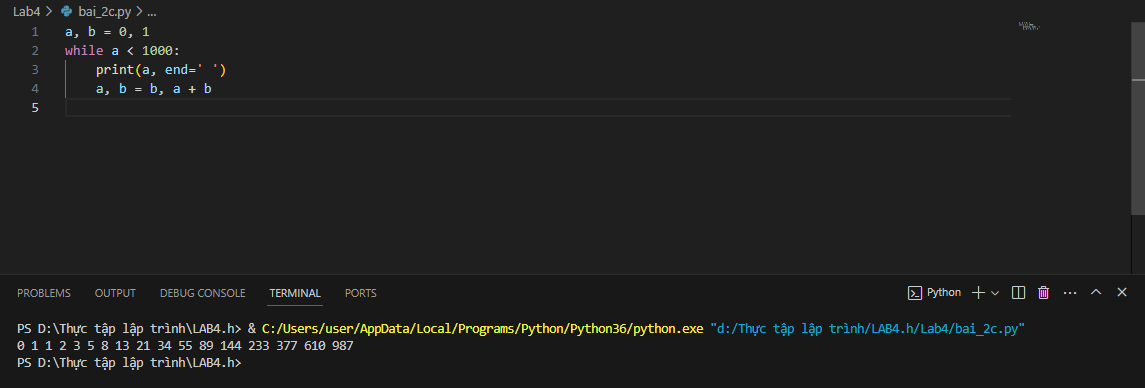 Lab4 > bai_2c.py > ...
1 a, b = 0, 1
2 while a < 1000:
3     print(a, end=' ')
4     a, b = b, a + b
5
PROBLEMS OUTPUT DEBUG CONSOLE TERMINAL PORTS Python
PS D:\Thực tập lập trình\LAB4.h> & C:/Users/user/AppData/Local/Programs/Python/Python36/python.exe "d:/Thực tập lập trình/LAB4.h/Lab4/bai_2c.py"
0 1 1 2 3 5 8 13 21 34 55 89 144 233 377 610 987
PS D:\Thực tập lập trình\LAB4.h>